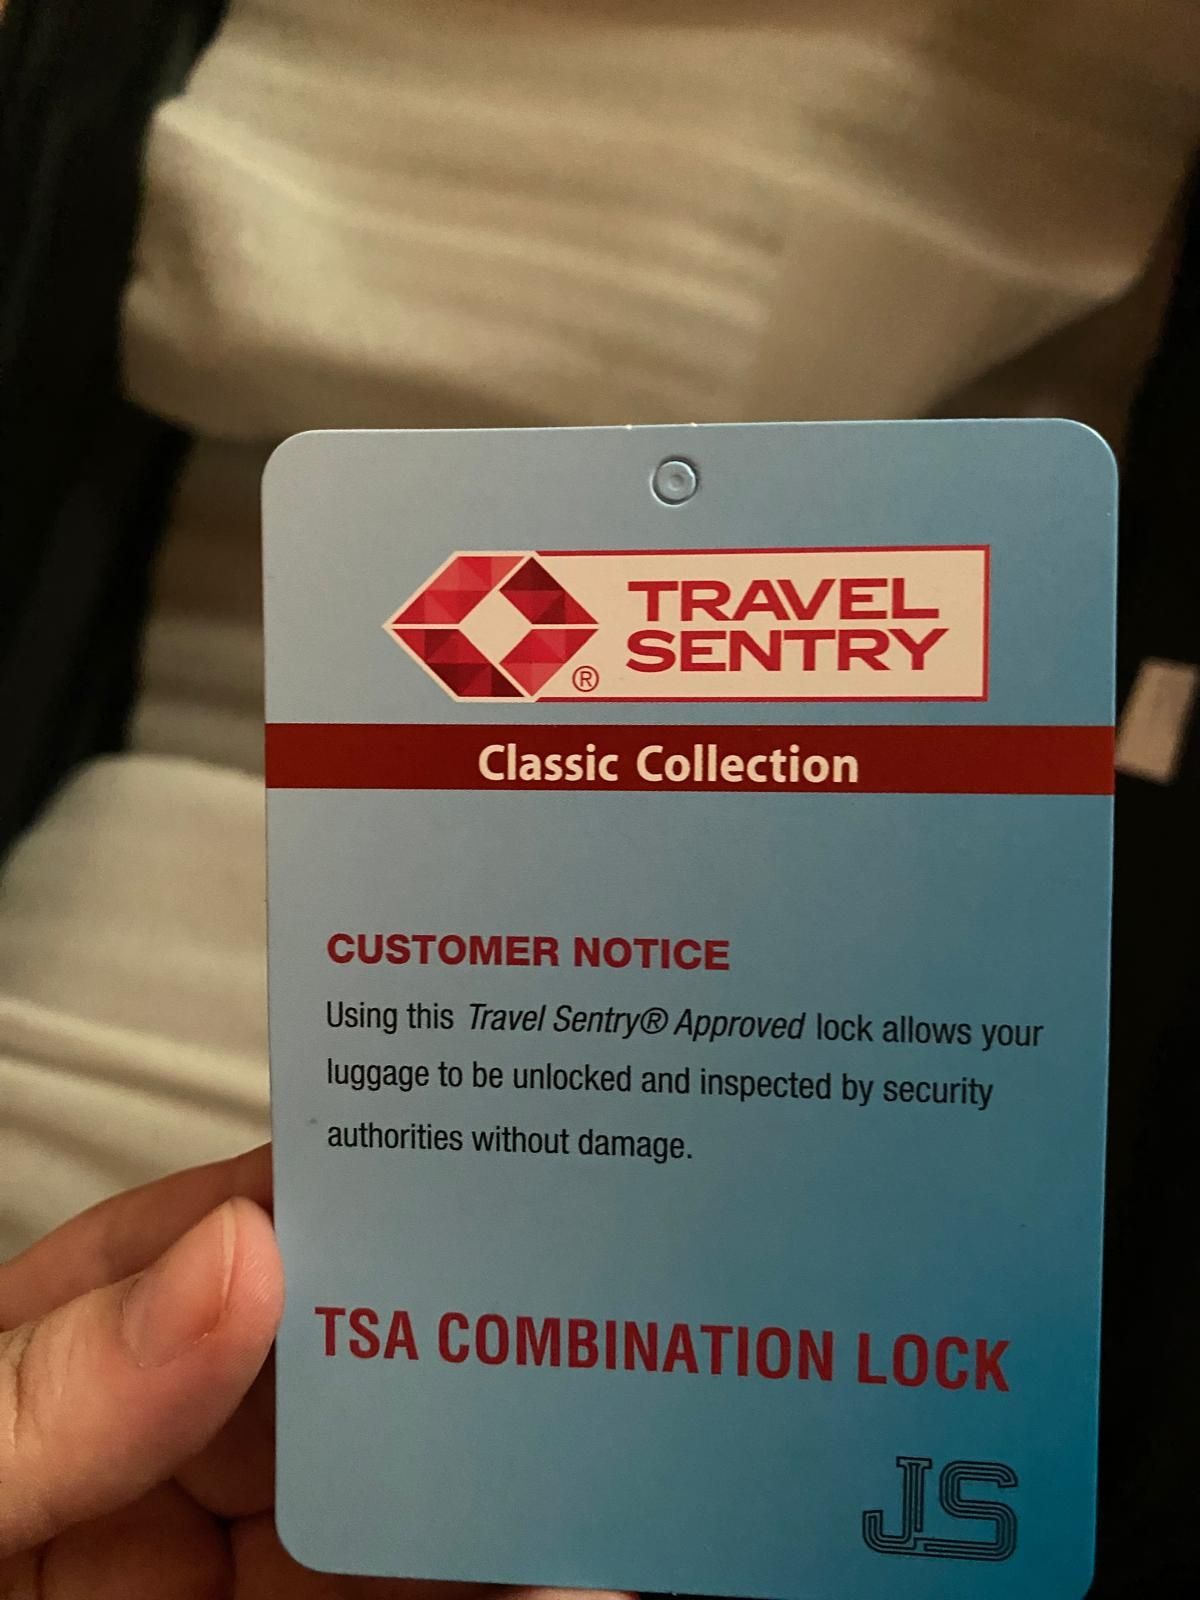 TRAVEL
SENTRY
®
Classic Collection
CUSTOMER NOTICE
Using this Travel Sentry® Approved lock allows your
luggage to be unlocked and inspected by security
authorities without damage.
TSA COMBINATION LOCK
JS